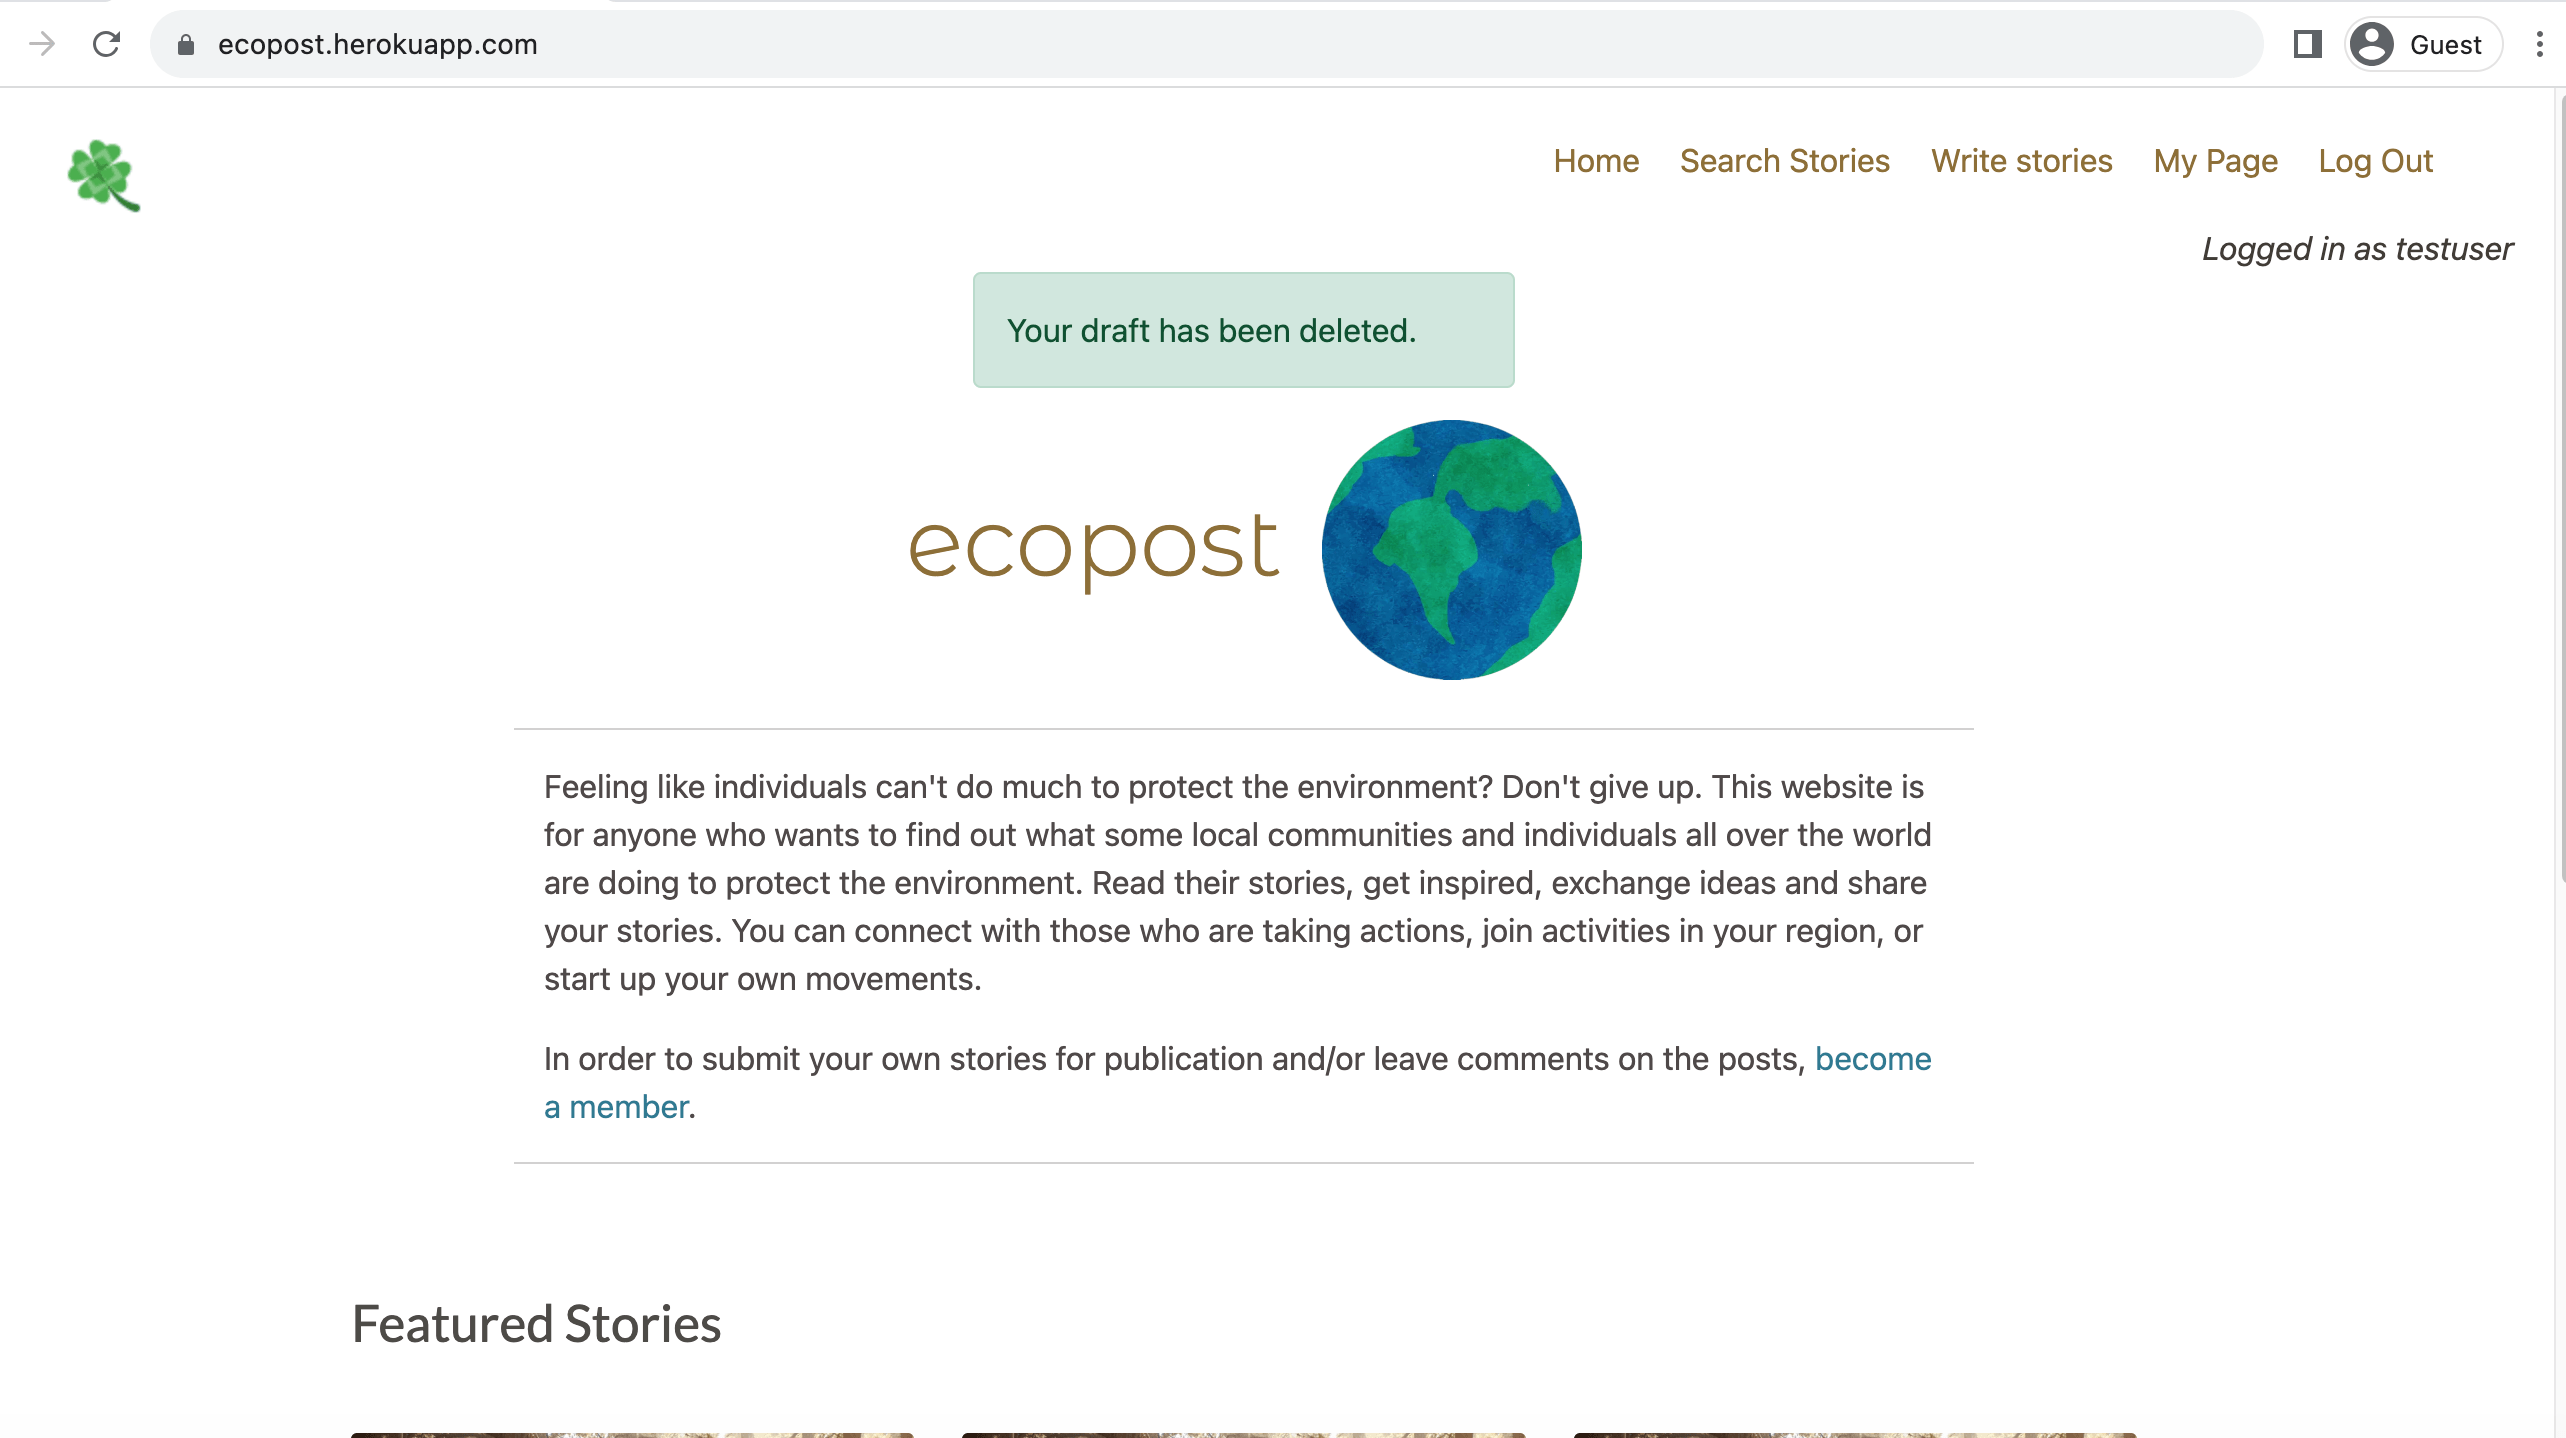 ecopost.herokuapp.com
Guest
Home Search Stories Write stories My Page Log Out
Logged in as testuser
Your draft has been deleted.
ecopost
Feeling like individuals can't do much to protect the environment? Don't give up. This website is
for anyone who wants to find out what some local communities and individuals all over the world
are doing to protect the environment. Read their stories, get inspired, exchange ideas and share
your stories. You can connect with those who are taking actions, join activities in your region, or
start up your own movements.
In order to submit your own stories for publication and/or leave comments on the posts, become
a member.
Featured Stories